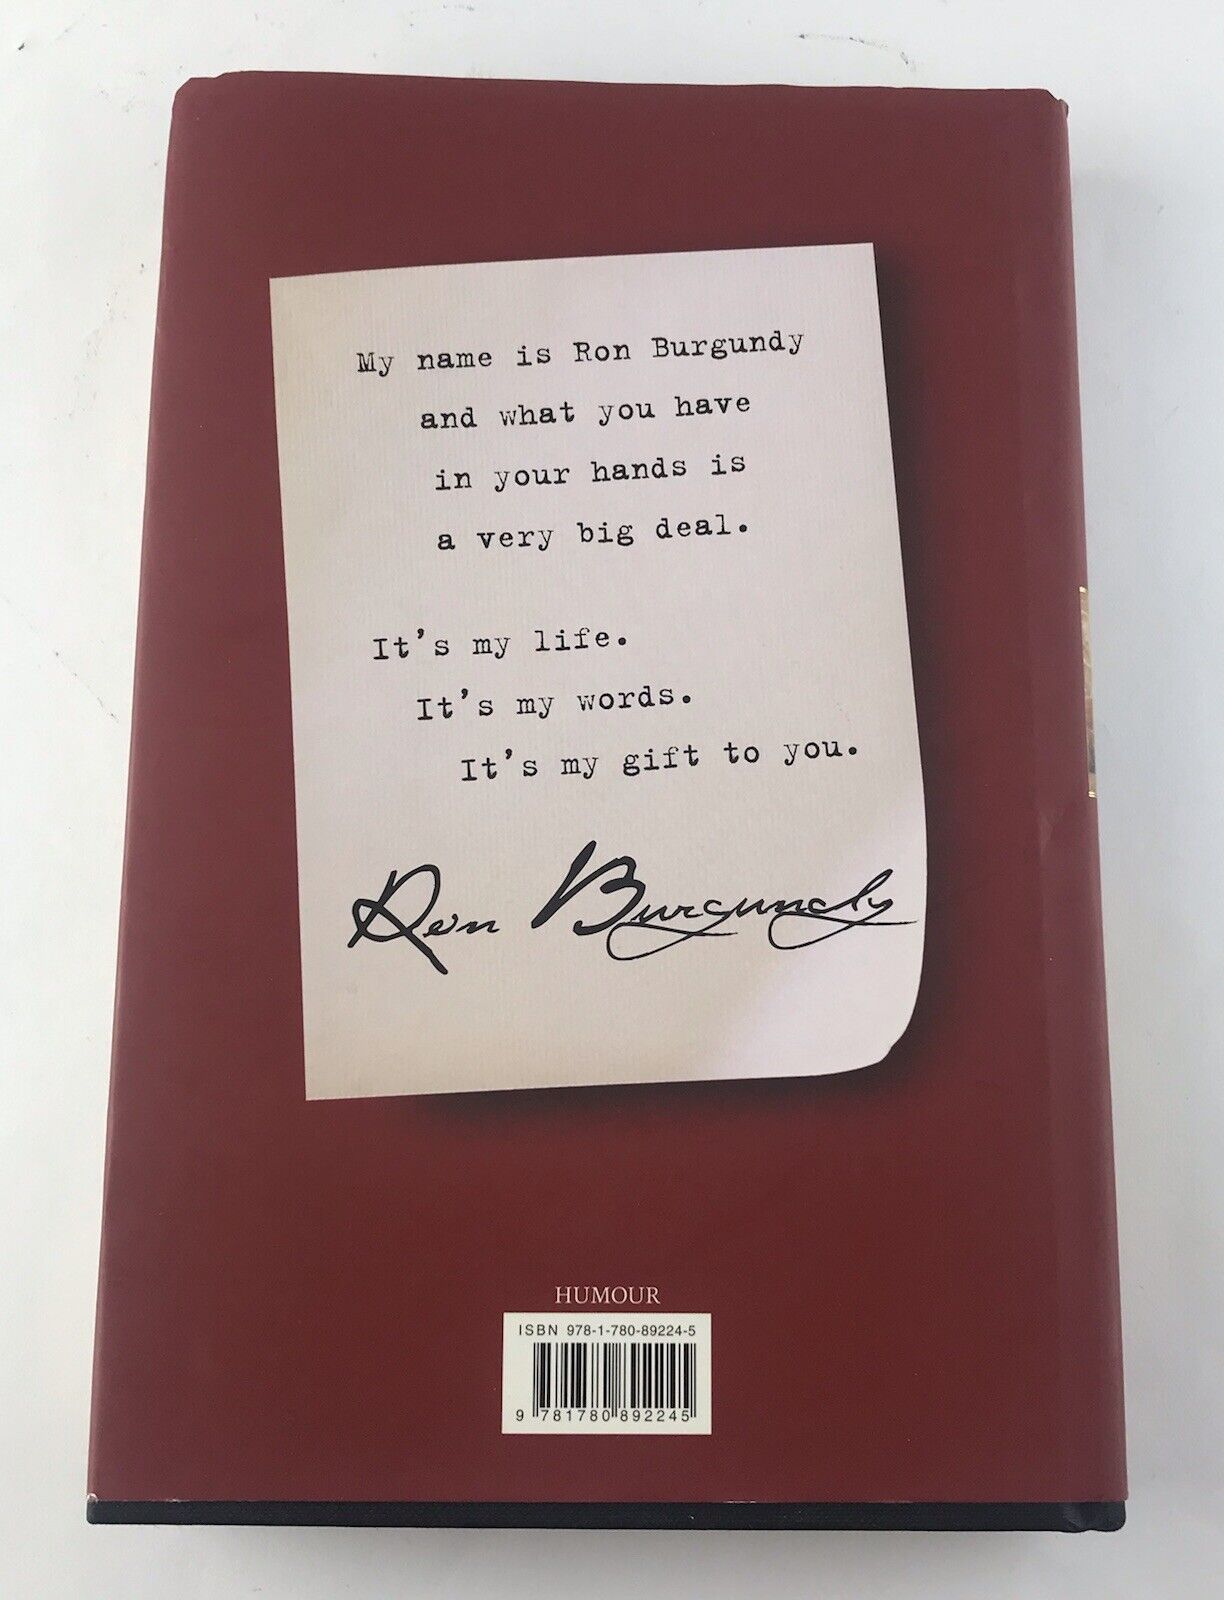 My name is Ron Burgundy
and what you have
in your hands is
a very big deal.
It's my life.
It's my words.
It's my gift to you.
Ron Burgundy
HUMOUR
ISBN 978-1-780-89224-5
9 781780 892245